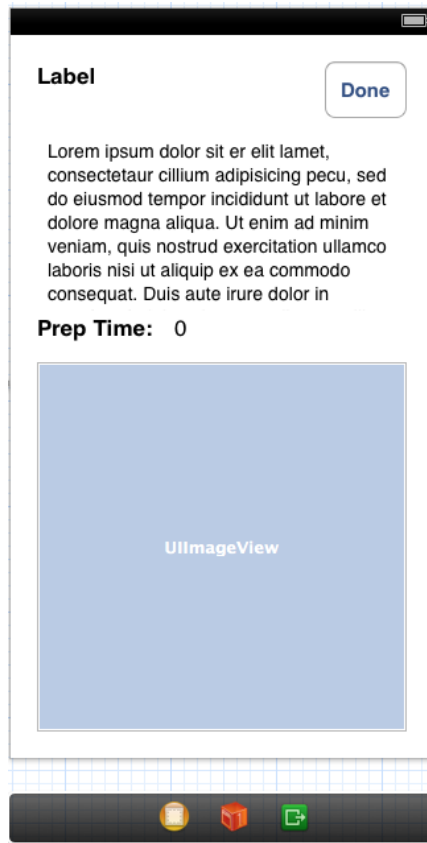 Label
Done
Lorem ipsum dolor sit er elit lamet,
consectetaur cillium adipisicing pecu, sed
do eiusmod tempor incididunt ut labore et
dolore magna aliqua. Ut enim ad minim
veniam, quis nostrud exercitation ullamco
laboris nisi ut aliquip ex ea commodo
consequat. Duis aute irure dolor in
Prep Time: 0
UIImageView